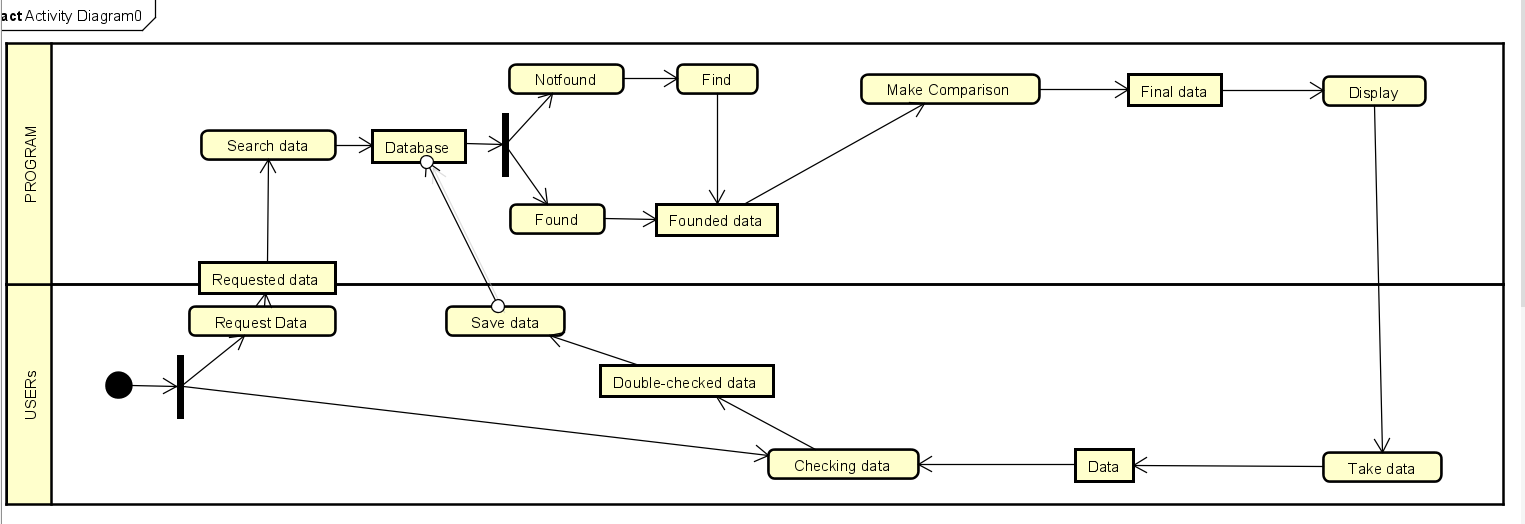 act Activity Diagram0
PROGRAM
Notfound
Find
Make Comparison
Final data
Display
Search data
Database
Found
Founded data
Requested data
USERs
Request Data
Save data
Double-checked data
Checking data
Data
Take data